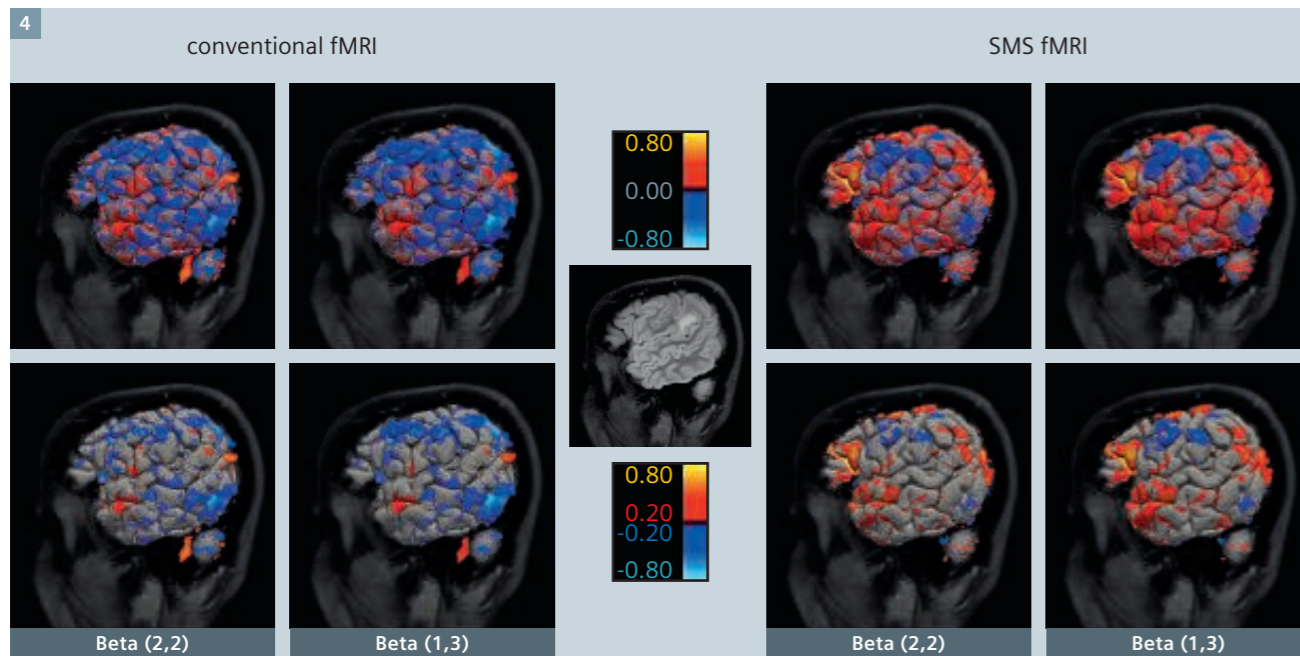 4
conventional fMRI
SMS fMRI
0.80
0.00
-0.80
0.80
0.20
-0.20
-0.80
Beta (2,2)
Beta (1,3)
Beta (2,2)
Beta (1,3)